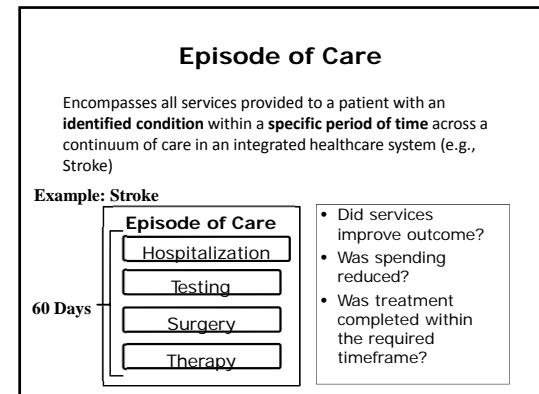 Episode of Care
Encompasses all services provided to a patient with an
identified condition within a specific period of time across a
continuum of care in an integrated healthcare system (e.g.,
Stroke)
Example: Stroke
Episode of Care
Hospitalization
Testing
60 Days
Surgery
Therapy
• Did services
improve outcome?
• Was spending
reduced?
• Was treatment
completed within
the required
timeframe?